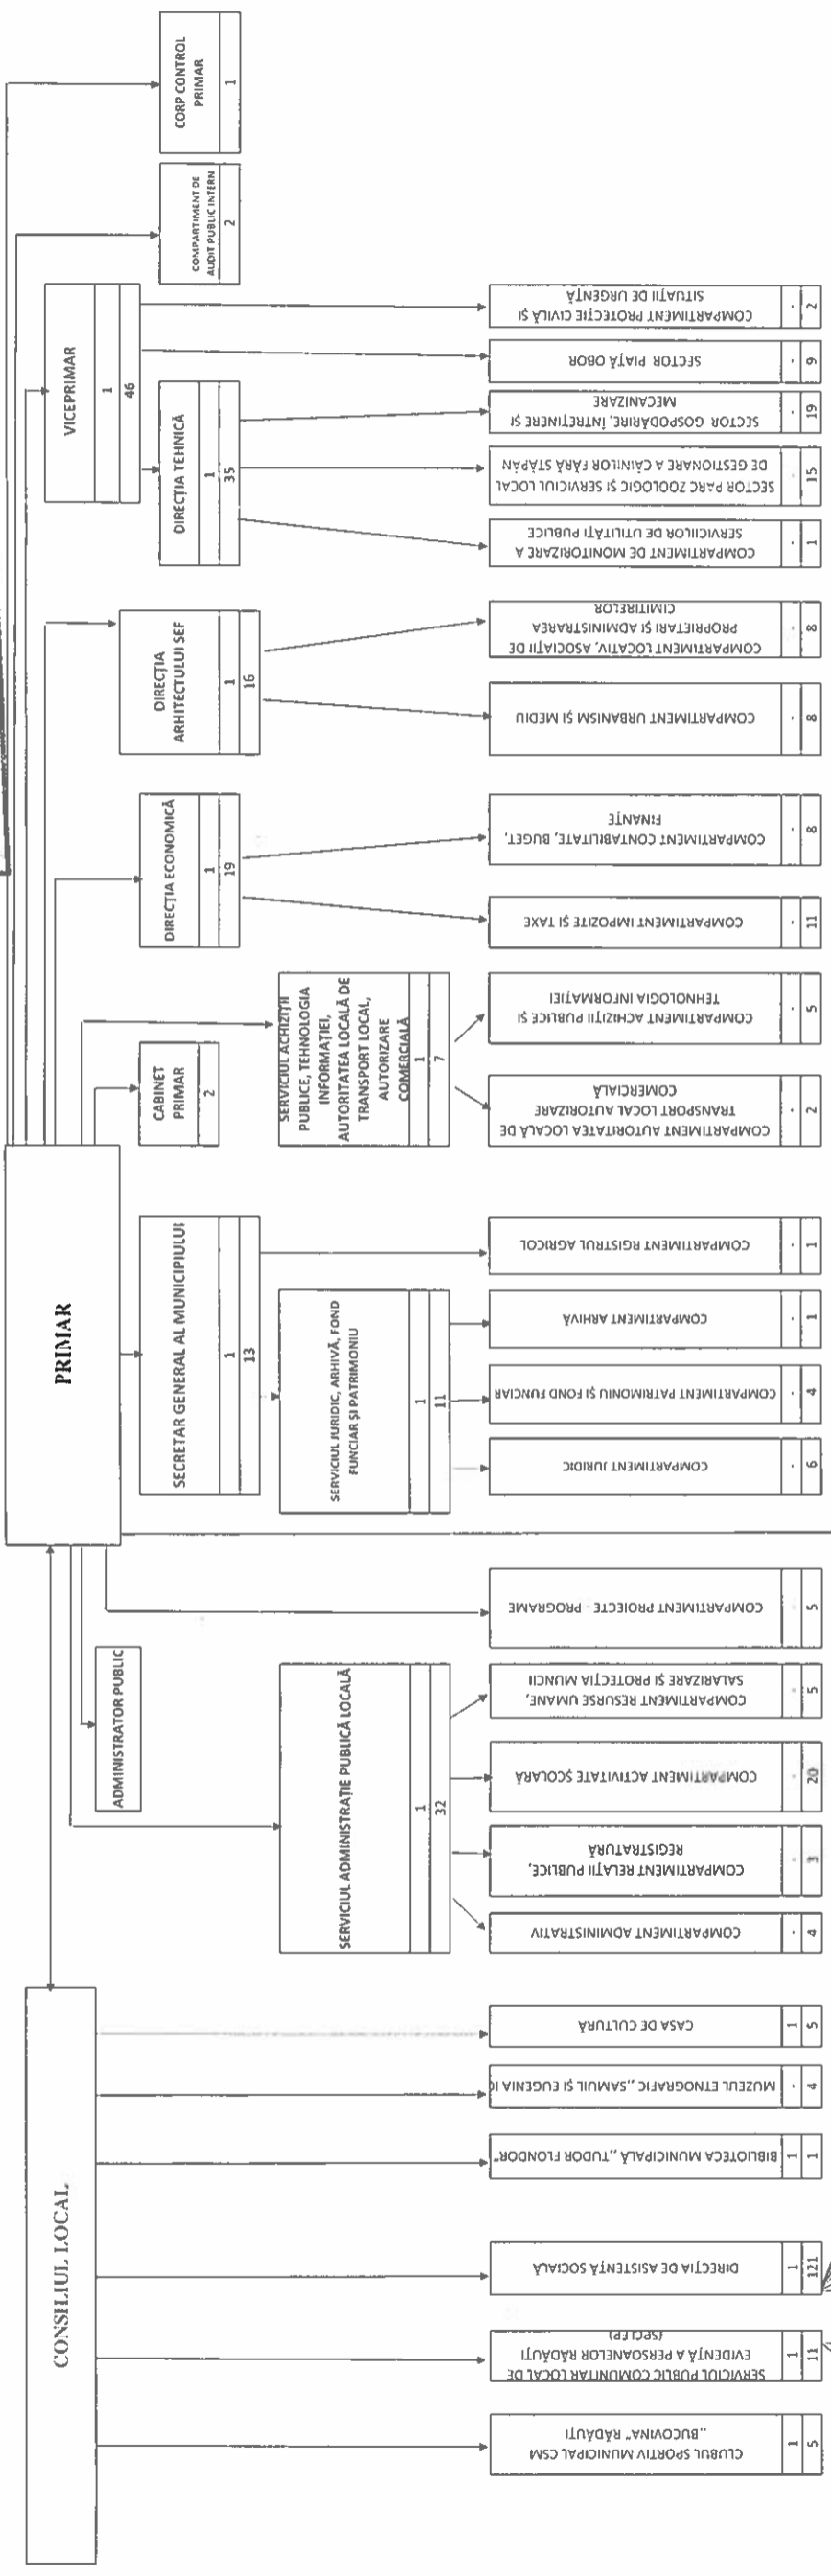 CONSILIUL LOCAL
PRIMAR
ADMINISTRATOR PUBLIC
SECRETAR GENERAL AL MUNICIPIULUI
1
13
CABINET
PRIMAR
2
DIRECȚIA ECONOMICĂ
1
19
DIRECȚIA
ARHITECTULUI ȘEF
1
16
VICEPRIMAR
1
46
DIRECȚIA TEHNICĂ
1
35
COMPARTIMENT DE
AUDIT PUBLIC INTERN
2
CORP CONTROL
PRIMAR
1
SERVICIUL ADMINISTRAȚIE PUBLICĂ LOCALĂ
1
32
SERVICIUL JURIDIC, ARHIVĂ, FOND
FUNCIAR ȘI PATRIMONIU
1
11
SERVICIUL ACHIZIȚII
PUBLICE, TEHNOLOGIA
INFORMAȚIEI,
AUTORITATEA LOCALĂ DE
TRANSPORT LOCAL,
AUTORIZARE
COMERCIALĂ
1
7
CLUBUL SPORTIV MUNICIPAL CSM
,,BUCOVINA" RĂDĂUȚI
1
5
SERVICIUL PUBLIC COMUNITAR LOCAL DE
EVIDENȚĂ A PERSOANELOR RĂDĂUȚI
(SPCLEP)
1
11
DIRECȚIA DE ASISTENȚĂ SOCIALĂ
1
121
BIBLIOTECA MUNICIPALĂ ,,TUDOR FLONDOR"
1
1
MUZEUL ETNOGRAFIC ,,SAMUIL ȘI EUGENIA
-
4
CASA DE CULTURĂ
1
5
COMPARTIMENT ADMINISTRATIV
-
4
COMPARTIMENT RELAȚII PUBLICE,
REGISTRATURĂ
-
3
COMPARTIMENT ACTIVITATE ȘCOLARĂ
-
20
COMPARTIMENT RESURSE UMANE,
SALARIZARE ȘI PROTECȚIA MUNCII
-
5
COMPARTIMENT PROIECTE - PROGRAME
-
5
COMPARTIMENT JURIDIC
-
6
COMPARTIMENT PATRIMONIU ȘI FOND FUNCIAR
-
4
COMPARTIMENT ARHIVĂ
-
1
COMPARTIMENT RGISTRUL AGRICOL
-
1
COMPARTIMENT AUTORITATEA LOCALĂ DE
TRANSPORT LOCAL AUTORIZARE
COMERCIALĂ
-
2
COMPARTIMENT ACHIZIȚII PUBLICE ȘI
TEHNOLOGIA INFORMAȚIEI
-
5
COMPARTIMENT IMPOZITE ȘI TAXE
-
11
COMPARTIMENT CONTABILITATE, BUGET,
FINANȚE
-
8
COMPARTIMENT URBANISM ȘI MEDIU
-
8
COMPARTIMENT LOCATIV, ASOCIAȚII DE
PROPRIETARI ȘI ADMINISTRAREA
CIMITIRELOR
-
8
COMPARTIMENT DE MONITORIZARE A
SERVICIILOR DE UTILITĂȚI PUBLICE
-
1
SECTOR PARC ZOOLOGIC ȘI SERVICIUL LOCAL
DE GESTIONARE A CÂINILOR FĂRĂ STĂPÂN
-
15
SECTOR GOSPODĂRIRE, ÎNTREȚINERE ȘI
MECANIZARE
-
19
SECTOR PIAȚĂ OBOR
-
9
COMPARTIMENT PROTECȚIE CIVILĂ ȘI
SITUAȚII DE URGENȚĂ
-
2